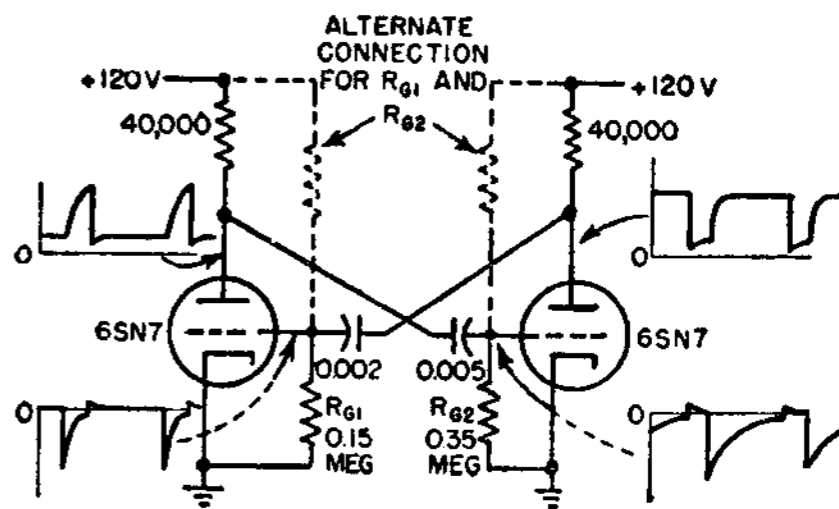 ALTERNATE
CONNECTION
FOR R_G1 AND
R_G2
+120V
+120V
40,000
40,000
0
0
6SN7
6SN7
0.002
0.005
0
0
R_G1
0.15
MEG
R_G2
0.35
MEG